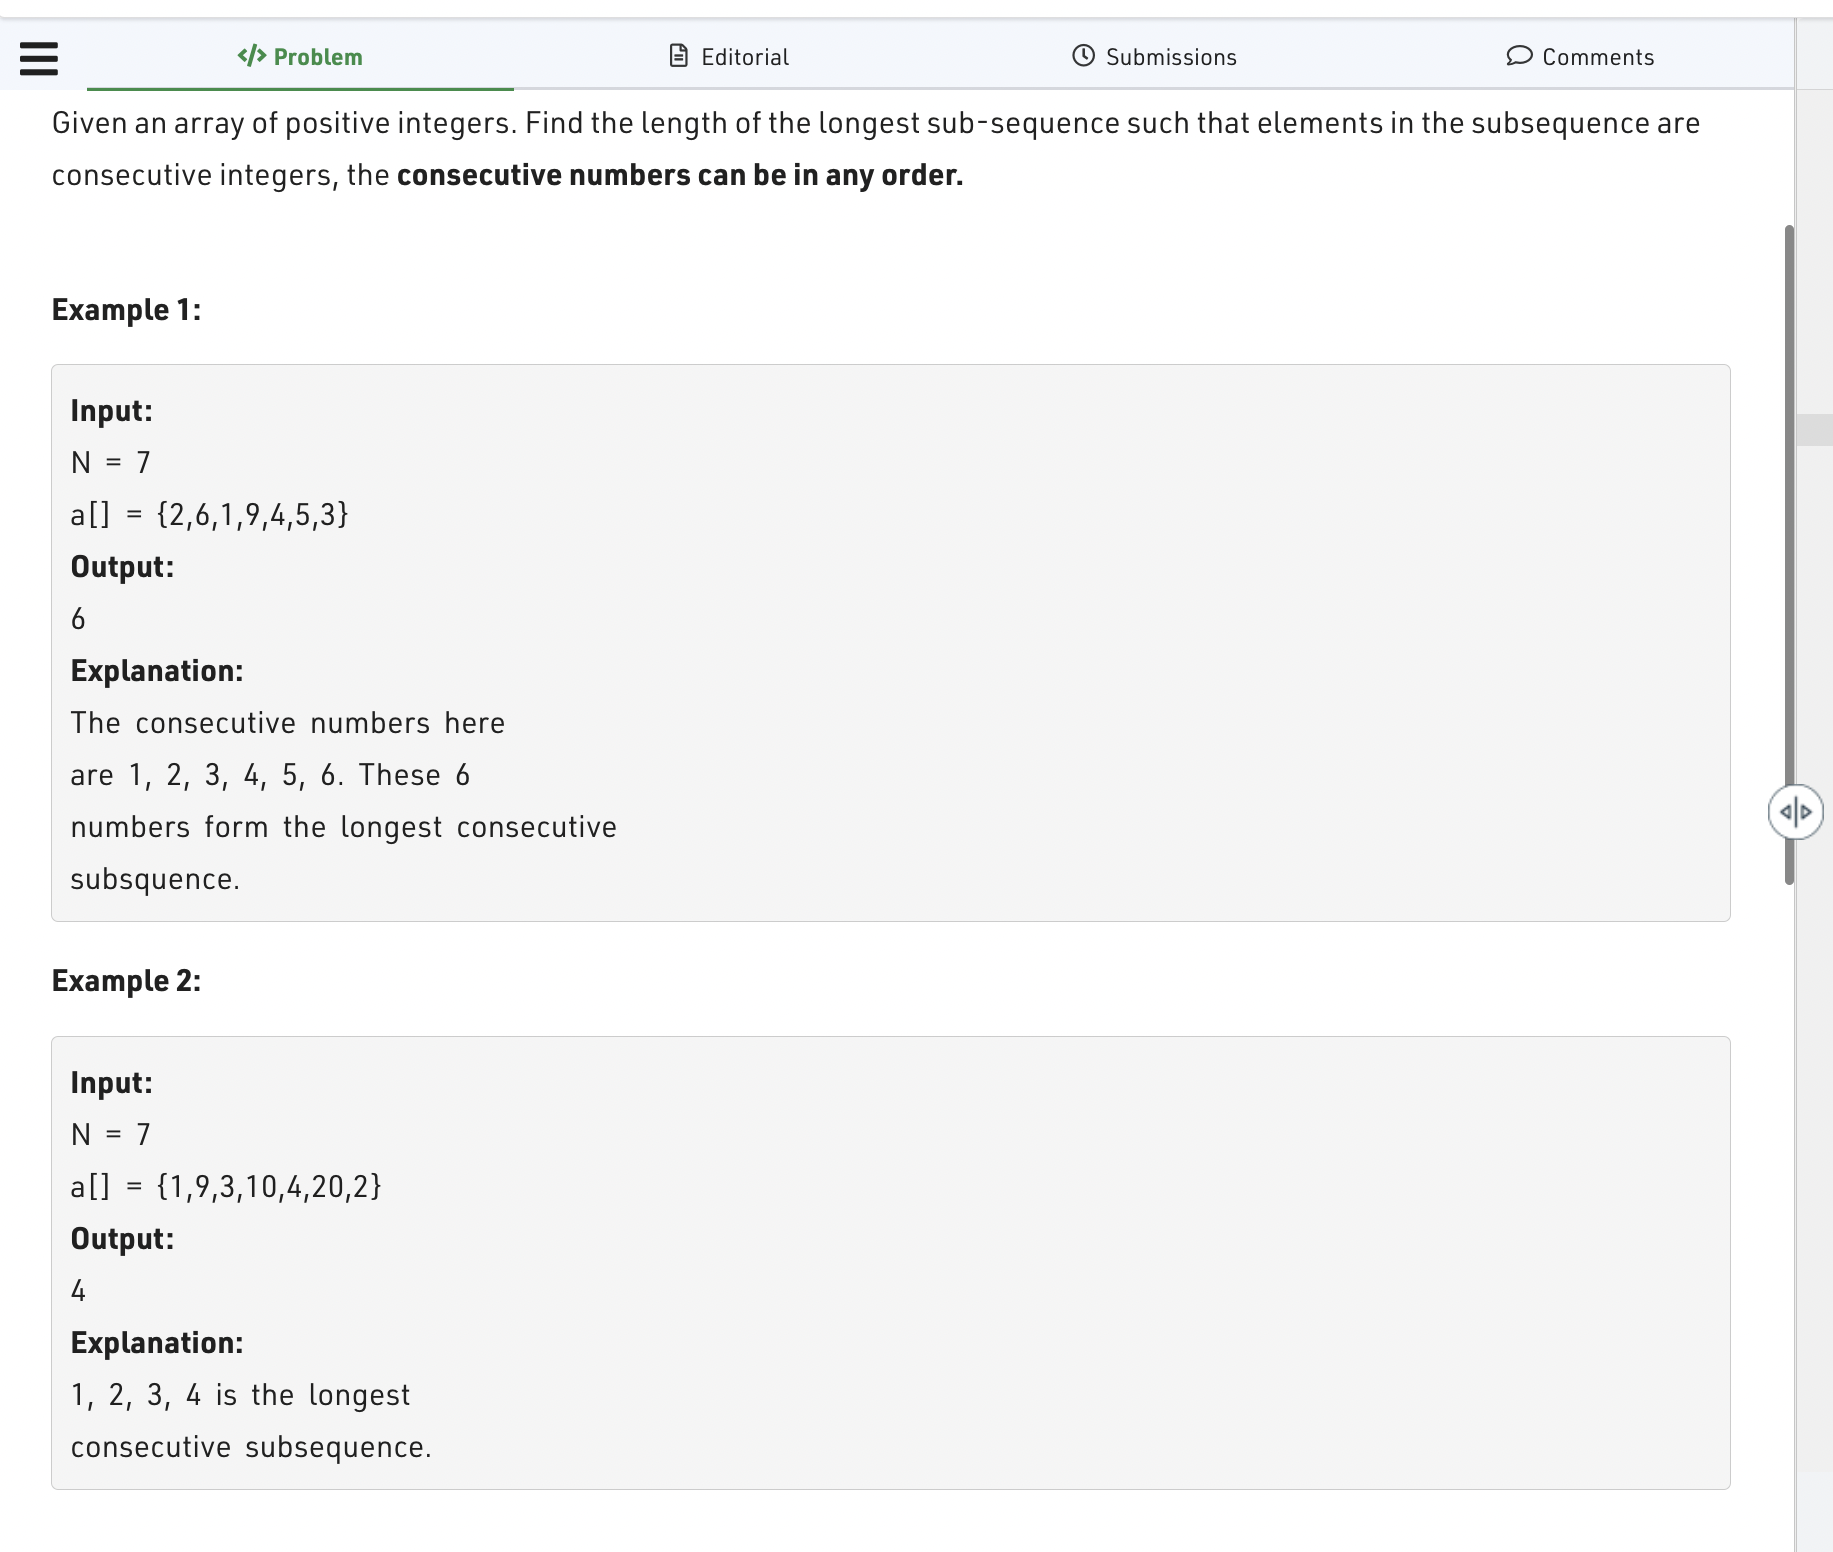 Problem
Editorial
Submissions
Comments
Given an array of positive integers. Find the length of the longest sub-sequence such that elements in the subsequence are
consecutive integers, the consecutive numbers can be in any order.
Example 1:
Input:
N = 7
a[] = {2,6,1,9,4,5,3}
Output:
6
Explanation:
The consecutive numbers here
are 1, 2, 3, 4, 5, 6. These 6
numbers form the longest consecutive
subsquence.
Example 2:
Input:
N = 7
a[] = {1,9,3,10,4,20,2}
Output:
4
Explanation:
1, 2, 3, 4 is the longest
consecutive subsequence.